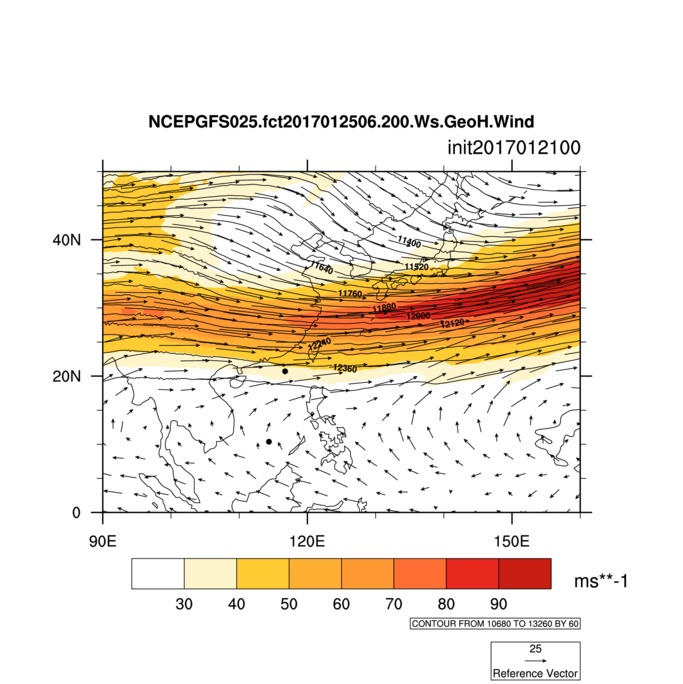 NCEPGFS025.fct2017012506.200.Ws.GeoH.Wind
init2017012100
40N
20N
0
11400
11520
11640
11760
11880
12000
12120
12240
12360
90E 120E 150E
30 40 50 60 70 80 90
ms**-1
CONTOUR FROM 10680 TO 13260 BY 60
25
Reference Vector